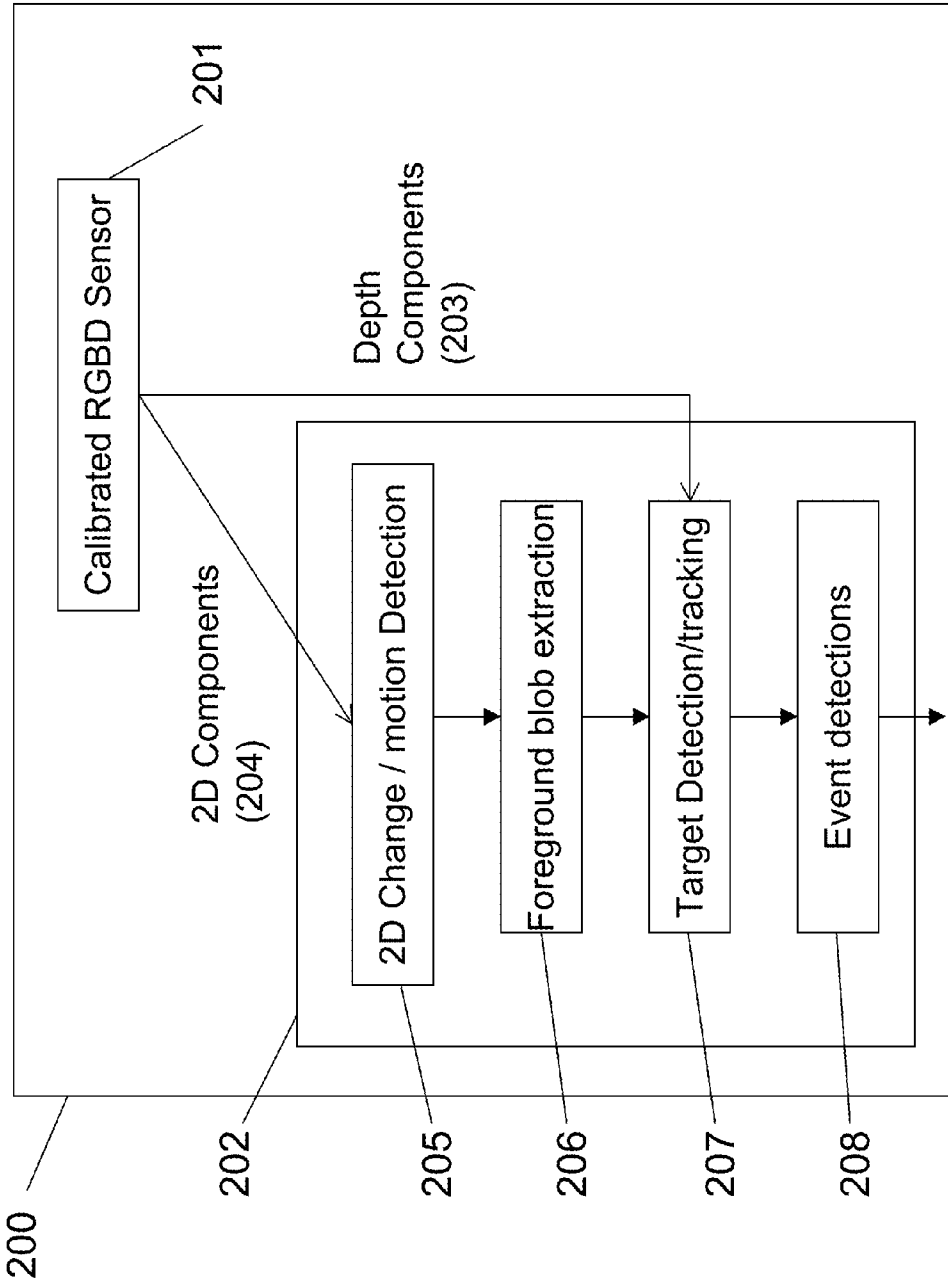 200
201
Calibrated RGBD Sensor
2D Components
(204)
Depth
Components
(203)
202
205
2D Change / motion Detection
206
Foreground blob extraction
207
Target Detection/tracking
208
Event detections